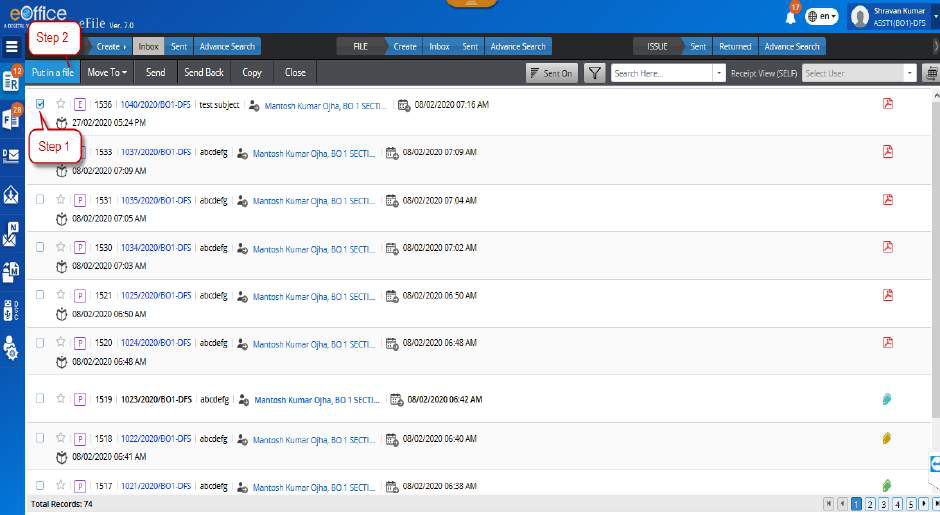 eOffice
A DIGITAL
eFile Ver. 7.0
17
en
Shravan Kumar
ASST1(BO1)-DFS
Step 2
Create
Inbox
Sent
Advance Search
FILE
Create
Inbox
Sent
Advance Search
ISSUE
Sent
Returned
Advance Search
12
R
28
F
D
N
M
DSC
Put in a file
Move To
Send
Send Back
Copy
Close
Sent On
Search Here...
Receipt View (SELF)
Select User
E 1536 1040/2020/BO1-DFS test subject Mantosh Kumar Ojha, BO 1 SECTI... 08/02/2020 07:16 AM
27/02/2020 05:24 PM
Step 1
1533 1037/2020/BO1-DFS abcdefg Mantosh Kumar Ojha, BO 1 SECTI... 08/02/2020 07:09 AM
08/02/2020 07:09 AM
P 1531 1035/2020/BO1-DFS abcdefg Mantosh Kumar Ojha, BO 1 SECTI... 08/02/2020 07:04 AM
08/02/2020 07:05 AM
P 1530 1034/2020/BO1-DFS abcdefg Mantosh Kumar Ojha, BO 1 SECTI... 08/02/2020 07:02 AM
08/02/2020 07:03 AM
P 1521 1025/2020/BO1-DFS abcdefg Mantosh Kumar Ojha, BO 1 SECTI... 08/02/2020 06:50 AM
08/02/2020 06:50 AM
P 1520 1024/2020/BO1-DFS abcdefg Mantosh Kumar Ojha, BO 1 SECTI... 08/02/2020 06:48 AM
08/02/2020 06:48 AM
P 1519 1023/2020/BO1-DFS abcdefg Mantosh Kumar Ojha, BO 1 SECTI... 08/02/2020 06:42 AM
P 1518 1022/2020/BO1-DFS abcdefg Mantosh Kumar Ojha, BO 1 SECTI... 08/02/2020 06:40 AM
08/02/2020 06:41 AM
P 1517 1021/2020/BO1-DFS abcdefg Mantosh Kumar Ojha, BO 1 SECTI... 08/02/2020 06:38 AM
Total Records: 74
1 2 3 4 5